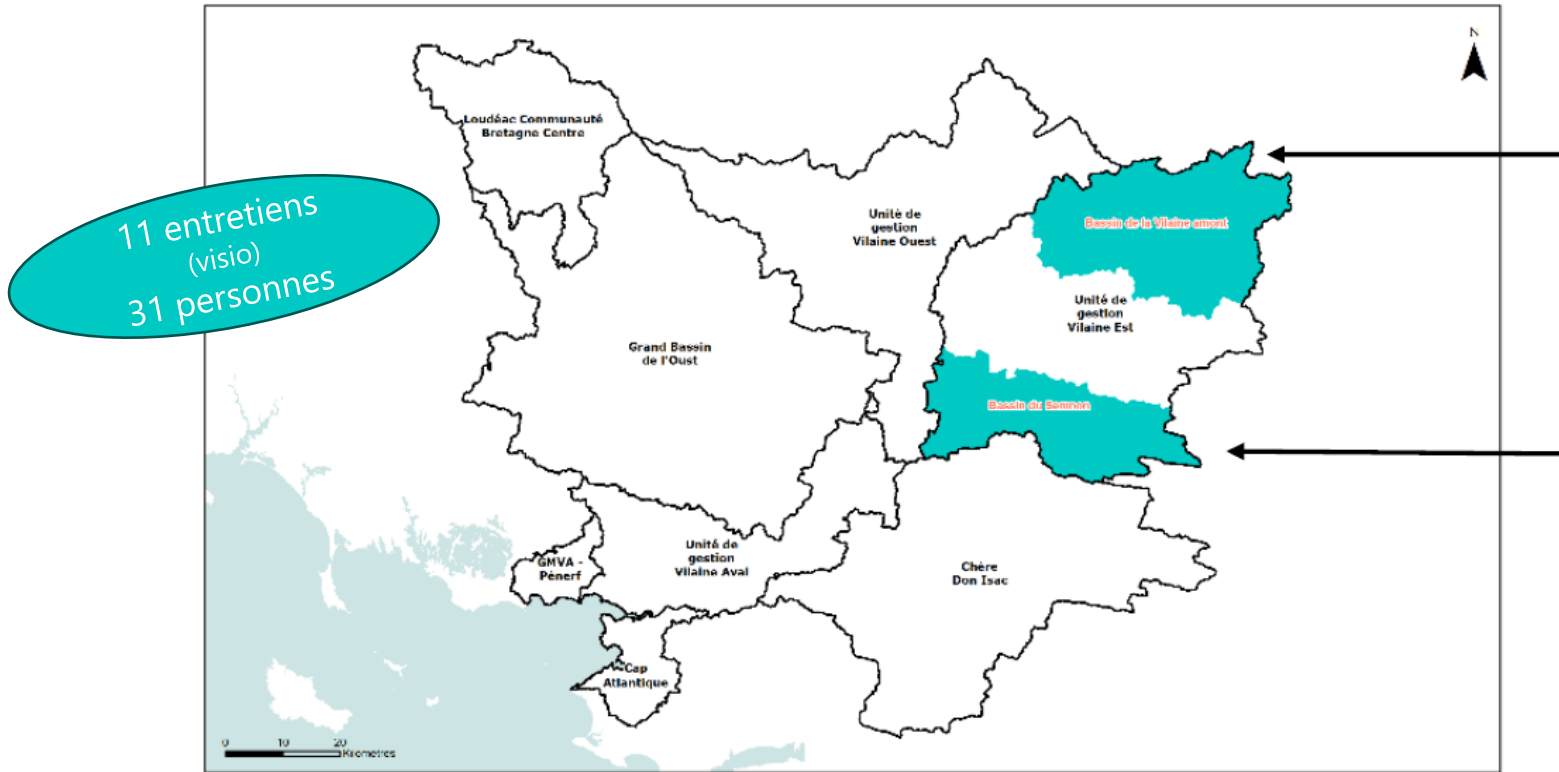 N
Loudéac Communauté
Bretagne Centre
11 entretiens
(visio)
31 personnes
Unité de
gestion
Vilaine Ouest
Bassin de la Vilaine amont
Unité de
gestion
Vilaine Est
Grand Bassin
de l'Oust
Bassin du Semnon
Unité de
gestion
Vilaine Aval
GMVA -
Pénerf
Chère
Don Isac
Cap
Atlantique
0 10 20
Kilometres